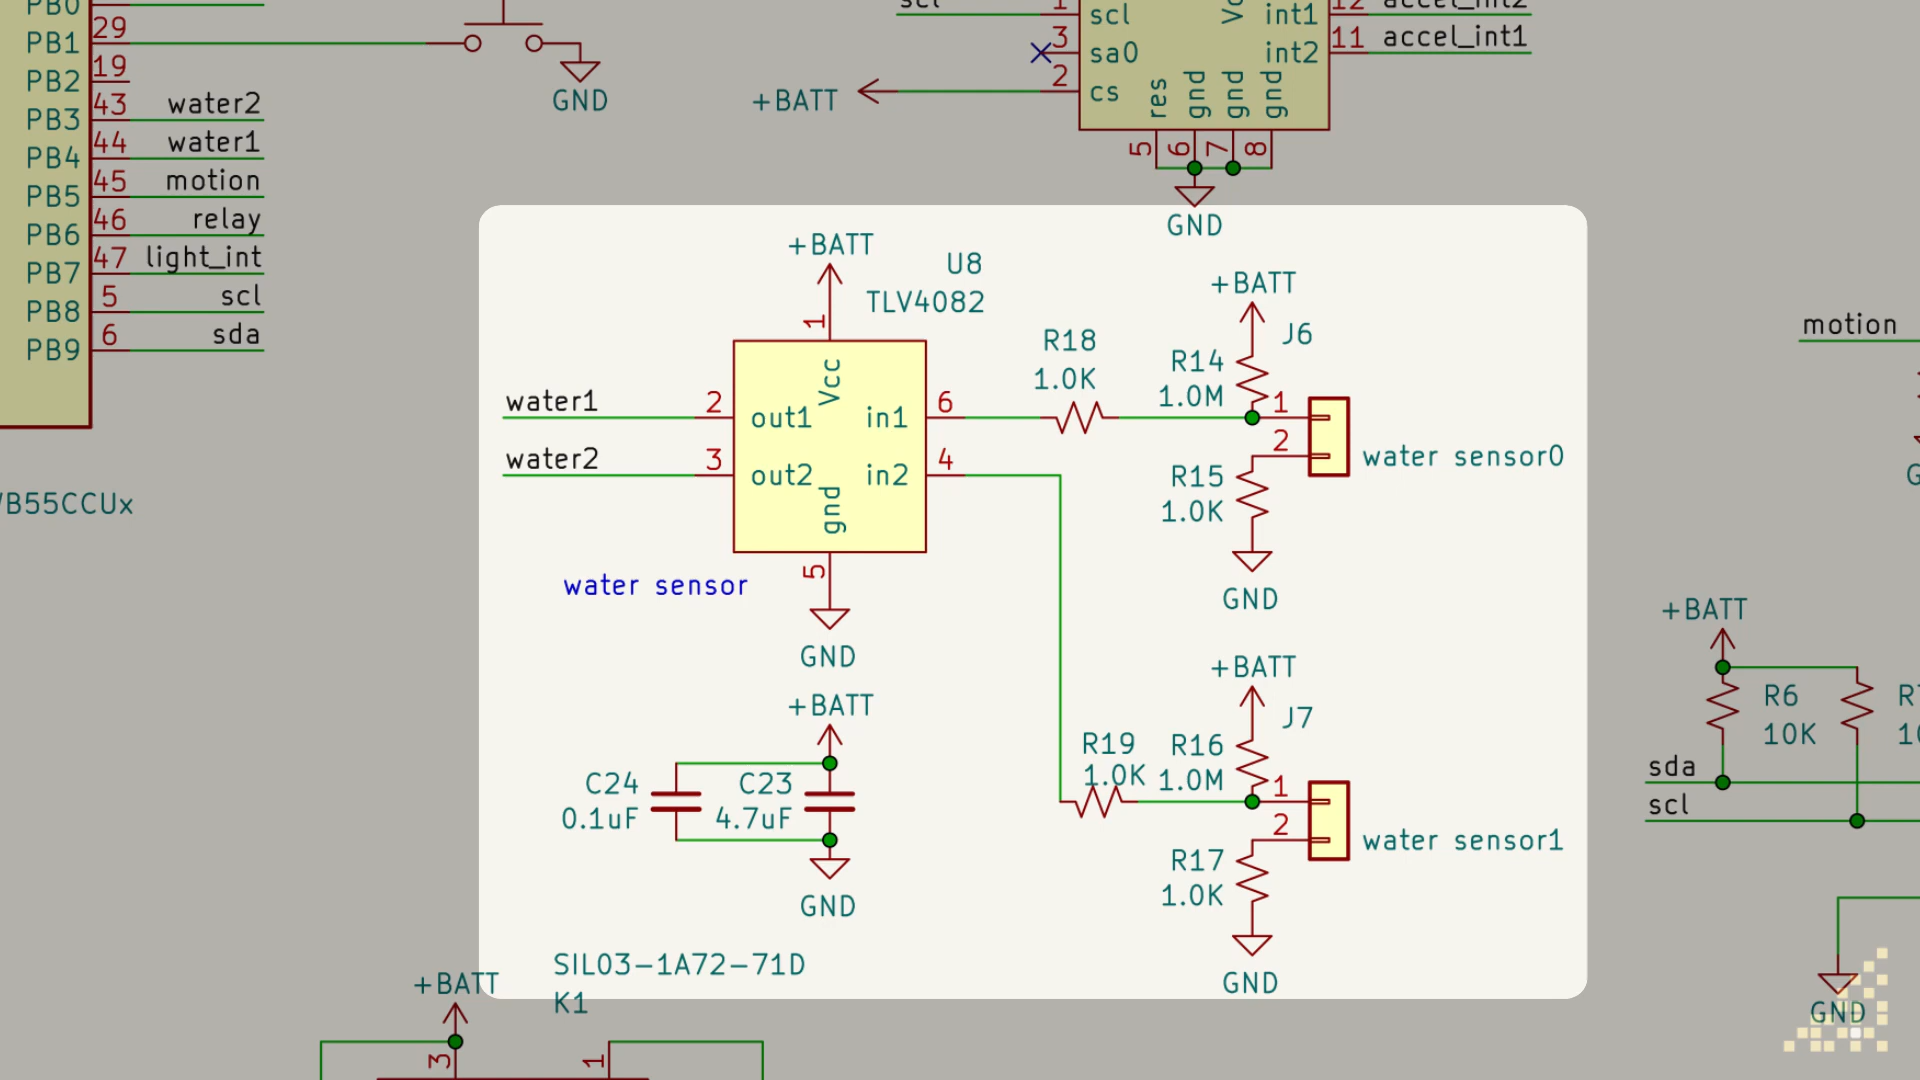 PB0
29
PB1
19
PB2
43
PB3
water2
44
PB4
water1
45
PB5
motion
46
PB6
relay
47
PB7
light_int
5
PB8
scl
6
PB9
sda
GND
scl
1
scl
3
sa0
2
cs
+BATT
res
gnd
gnd
gnd
int1
int2
12
accel_int2
11
accel_int1
5
6
7
8
GND
+BATT
U8
TLV4082
1
Vcc
water1
2
out1
water2
3
out2
in1
6
in2
4
gnd
5
GND
water sensor
R18
1.0K
+BATT
J6
R14
1.0M
1
2
R15
1.0K
water sensor0
GND
+BATT
C24
0.1uF
C23
4.7uF
GND
+BATT
J7
R19
1.0K
R16
1.0M
1
2
R17
1.0K
water sensor1
GND
SIL03-1A72-71D
K1
+BATT
3
1
motion
+BATT
R6
10K
sda
scl
GND